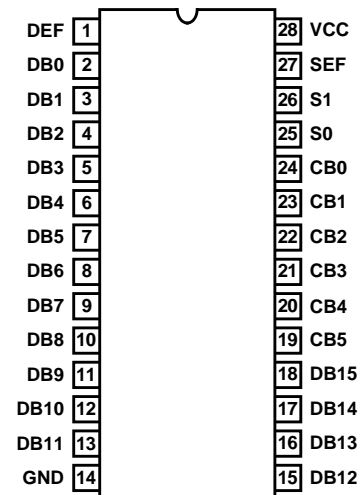 DEF 1 28 VCC
DB0 2 27 SEF
DB1 3 26 S1
DB2 4 25 S0
DB3 5 24 CB0
DB4 6 23 CB1
DB5 7 22 CB2
DB6 8 21 CB3
DB7 9 20 CB4
DB8 10 19 CB5
DB9 11 18 DB15
DB10 12 17 DB14
DB11 13 16 DB13
GND 14 15 DB12